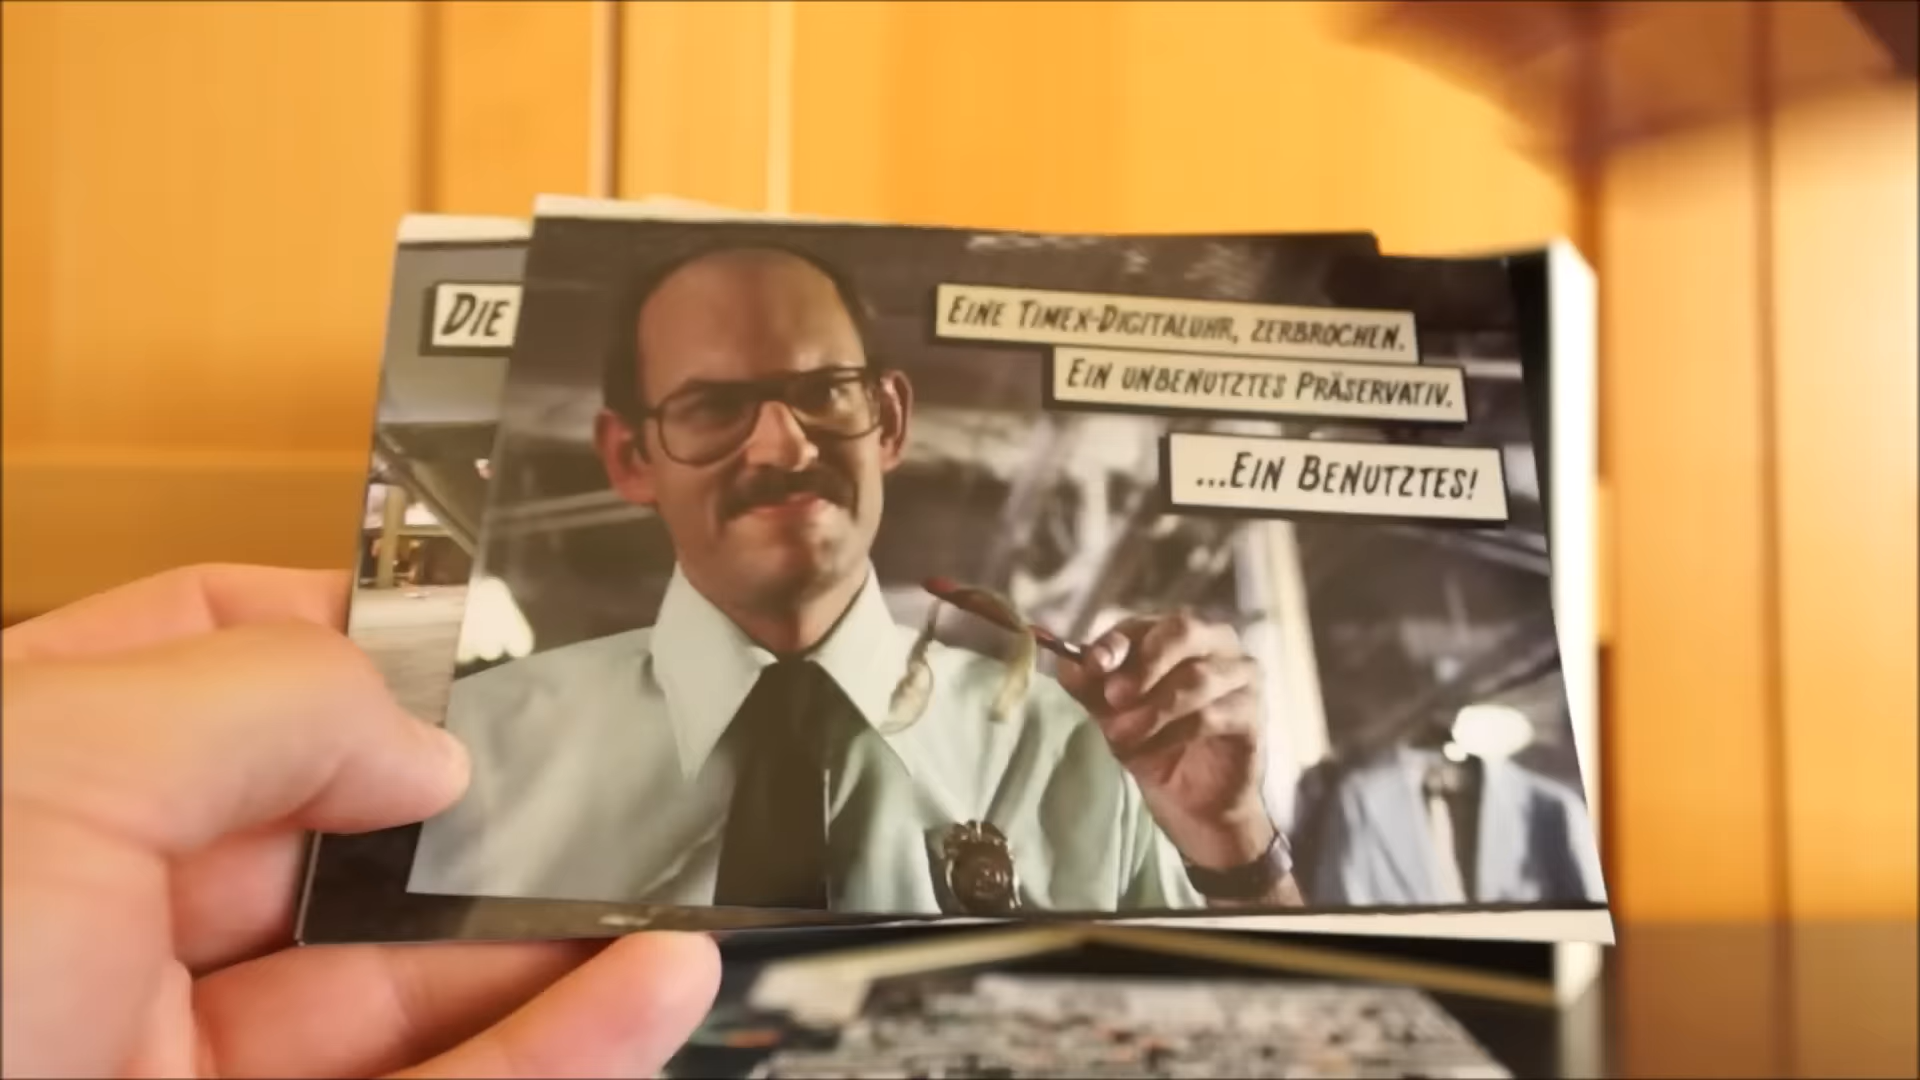 DIE
EINE TIMEX-DIGITALUHR, ZERBROCHEN.
EIN UNBENUTZTES PRÄSERVATIV.
...EIN BENUTZTES!